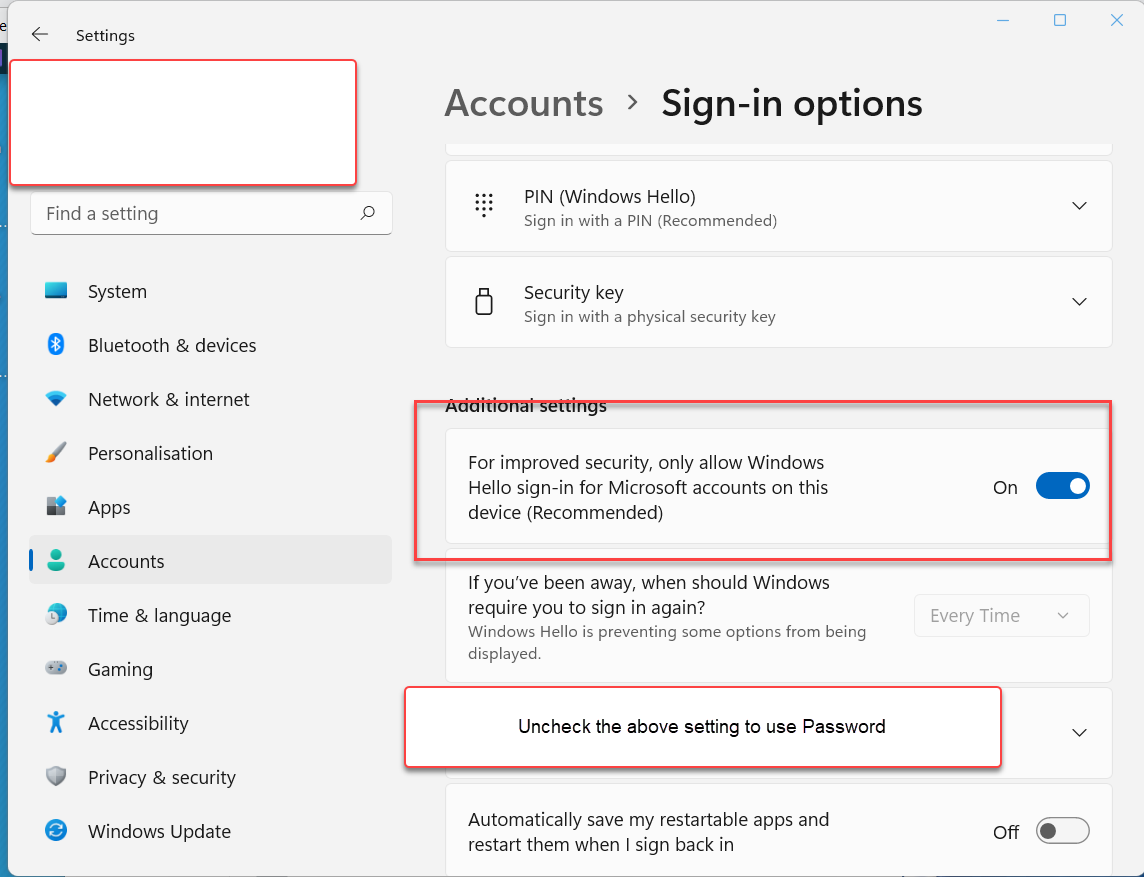 Settings
Accounts > Sign-in options
Find a setting
System
Bluetooth & devices
Network & internet
Personalisation
Apps
Accounts
Time & language
Gaming
Accessibility
Privacy & security
Windows Update
PIN (Windows Hello)
Sign in with a PIN (Recommended)
Security key
Sign in with a physical security key
Additional settings
For improved security, only allow Windows
Hello sign-in for Microsoft accounts on this
device (Recommended)
On
If you’ve been away, when should Windows
require you to sign in again?
Windows Hello is preventing some options from being
displayed.
Every Time
Uncheck the above setting to use Password
Automatically save my restartable apps and
restart them when I sign back in
Off